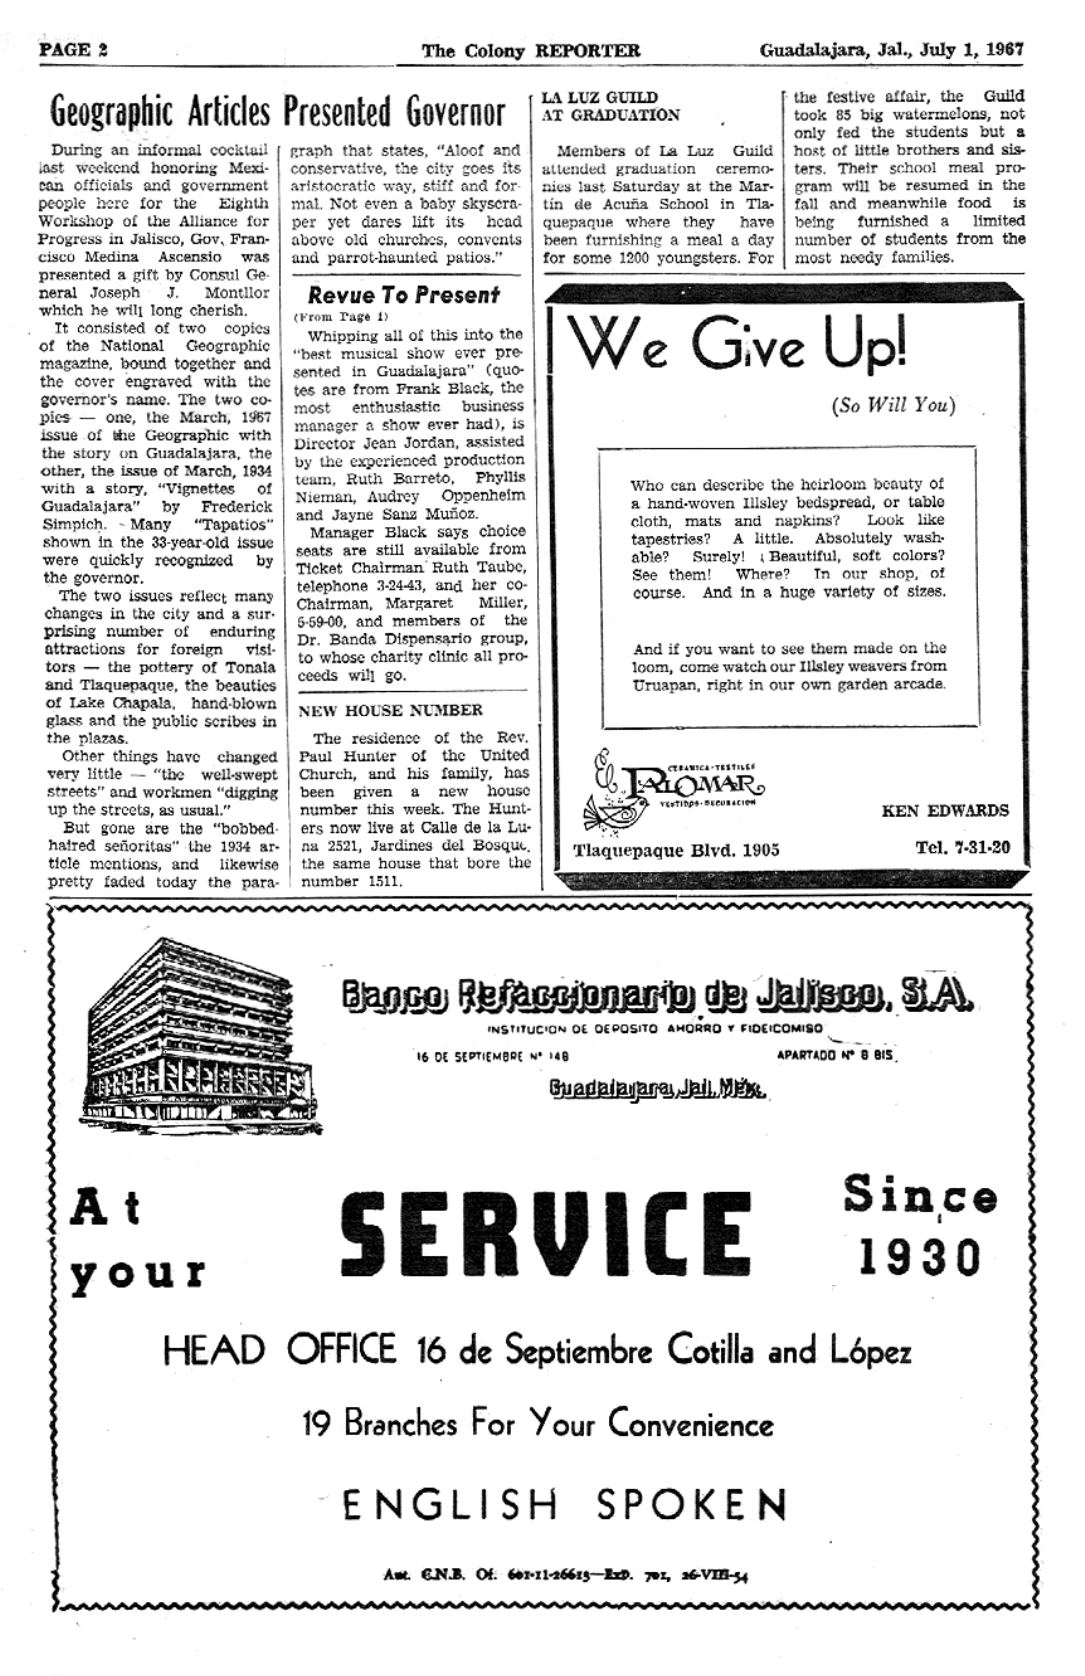 PAGE 2
The Colony REPORTER
Guadalajara, Jal., July 1, 1967
Geographic Articles Presented Governor
During an informal cocktail
last weekend honoring Mexi-
can officials and government
people here for the Eighth
Workshop of the Alliance for
Progress in Jalisco, Gov. Fran-
cisco Medina Ascensio was
presented a gift by Consul Ge-
neral Joseph J. Montllor
which he will long cherish.
It consisted of two copies
of the National Geographic
magazine, bound together and
the cover engraved with the
governor's name. The two co-
pies — one, the March, 1967
issue of the Geographic with
the story on Guadalajara, the
other, the issue of March, 1934
with a story, "Vignettes of
Guadalajara" by Frederick
Simpich. Many "Tapatios"
shown in the 33-year-old issue
were quickly recognized by
the governor.
The two issues reflect many
changes in the city and a sur-
prising number of enduring
attractions for foreign visi-
tors — the pottery of Tonala
and Tlaquepaque, the beauties
of Lake Chapala, hand-blown
glass and the public scribes in
the plazas.
Other things have changed
very little — "the well-swept
streets" and workmen "digging
up the streets, as usual."
But gone are the "bobbed-
haired señoritas" the 1934 ar-
ticle mentions, and likewise
pretty faded today the para-
graph that states, "Aloof and
conservative, the city goes its
aristocratic way, stiff and for-
mal. Not even a baby skyscra-
per yet dares lift its head
above old churches, convents
and parrot-haunted patios."
Revue To Present
(From Page 1)
Whipping all of this into the
"best musical show ever pre-
sented in Guadalajara" (quo-
tes are from Frank Black, the
most enthusiastic business
manager a show ever had), is
Director Jean Jordan, assisted
by the experienced production
team, Ruth Barreto, Phyllis
Nieman, Audrey Oppenheim
and Jayne Sanz Muñoz.
Manager Black says choice
seats are still available from
Ticket Chairman Ruth Taube,
telephone 3-24-43, and her co-
Chairman, Margaret Miller,
5-59-00, and members of the
Dr. Banda Dispensario group,
to whose charity clinic all pro-
ceeds will go.
NEW HOUSE NUMBER
The residence of the Rev.
Paul Hunter of the United
Church, and his family, has
been given a new house
number this week. The Hunt-
ers now live at Calle de la Lu-
na 2521, Jardines del Bosque,
the same house that bore the
number 1511.
LA LUZ GUILD
AT GRADUATION
Members of La Luz Guild
attended graduation ceremo-
nies last Saturday at the Mar-
tin de Acuña School in Tla-
quepaque where they have
been furnishing a meal a day
for some 1200 youngsters. For
the festive affair, the Guild
took 85 big watermelons, not
only fed the students but a
host of little brothers and sis-
ters. Their school meal pro-
gram will be resumed in the
fall and meanwhile food is
being furnished a limited
number of students from the
most needy families.
We Give Up!
(So Will You)
Who can describe the heirloom beauty of
a hand-woven Illsley bedspread, or table
cloth, mats and napkins? Look like
tapestries? A little. Absolutely wash-
able? Surely! ¡Beautiful, soft colors?
See them! Where? In our shop, of
course. And in a huge variety of sizes.
And if you want to see them made on the
loom, come watch our Illsley weavers from
Uruapan, right in our own garden arcade.
CERAMICA-TEXTILES
El PALOMAR
VESTIDOS-DECORACION
KEN EDWARDS
Tlaquepaque Blvd. 1905
Tel. 7-31-20
Banco Refaccionario de Jalisco, S.A.
INSTITUCION DE DEPOSITO AHORRO Y FIDEICOMISO
16 DE SEPTIEMBRE N° 148
APARTADO N° 8 BIS.
Guadalajara, Jal., Méx.
At
your
SERVICE
Since
1930
HEAD OFFICE 16 de Septiembre Cotilla and López
19 Branches For Your Convenience
ENGLISH SPOKEN
Aut. C.N.B. Of. 601-11-26613—Exp. 701, 26-VIII-54